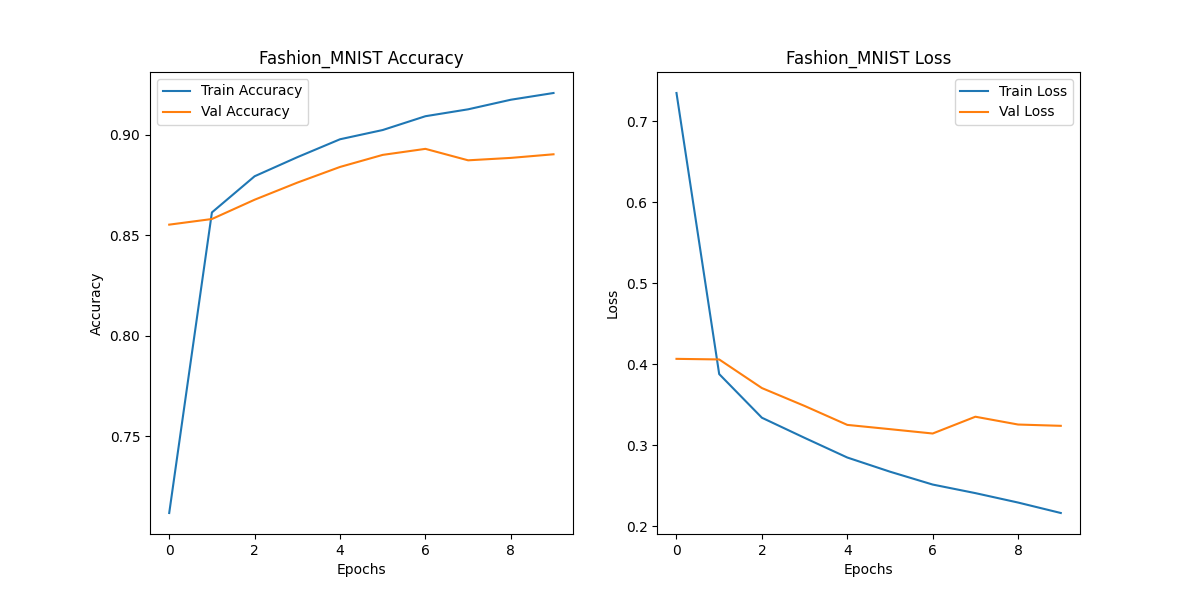 Fashion_MNIST Accuracy
Train Accuracy
Val Accuracy
0.90
0.85
0.80
0.75
Accuracy
0 2 4 6 8
Epochs
Fashion_MNIST Loss
Train Loss
Val Loss
0.7
0.6
0.5
0.4
0.3
0.2
Loss
0 2 4 6 8
Epochs